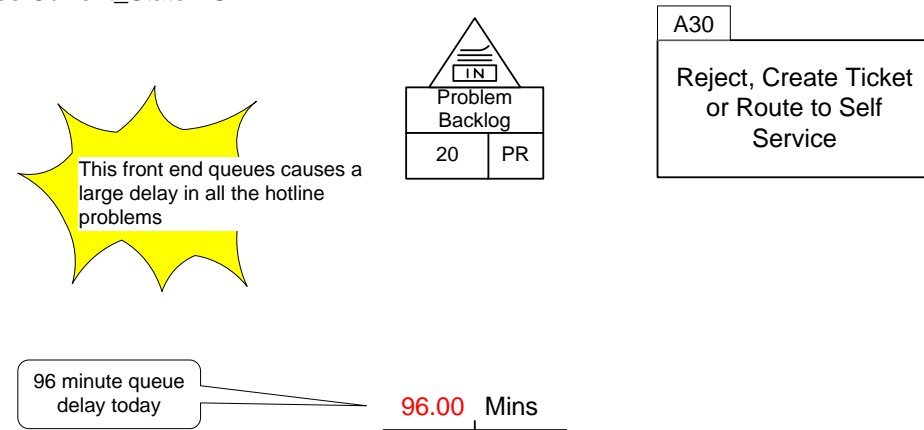 A30
IN
Problem
Backlog
20 PR
Reject, Create Ticket
or Route to Self
Service
This front end queues causes a
large delay in all the hotline
problems
96 minute queue
delay today
96.00 Mins